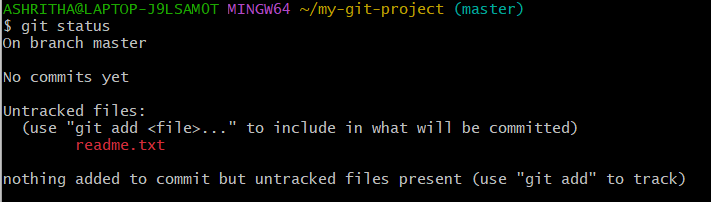 ASHRITHA@LAPTOP-J9LSAM0T MINGW64 ~/my-git-project (master)
$ git status
On branch master
No commits yet
Untracked files:
  (use "git add <file>..." to include in what will be committed)
        readme.txt
nothing added to commit but untracked files present (use "git add" to track)